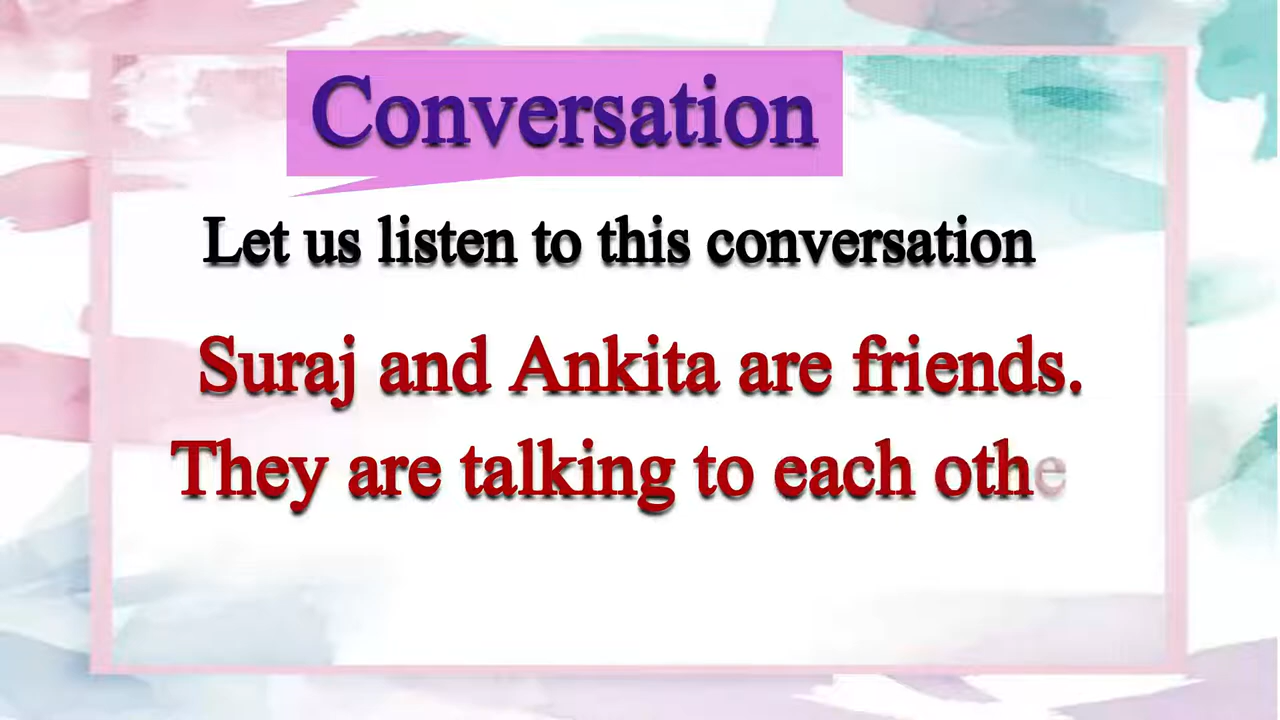 Conversation
Let us listen to this conversation
Suraj and Ankita are friends.
They are talking to each othe